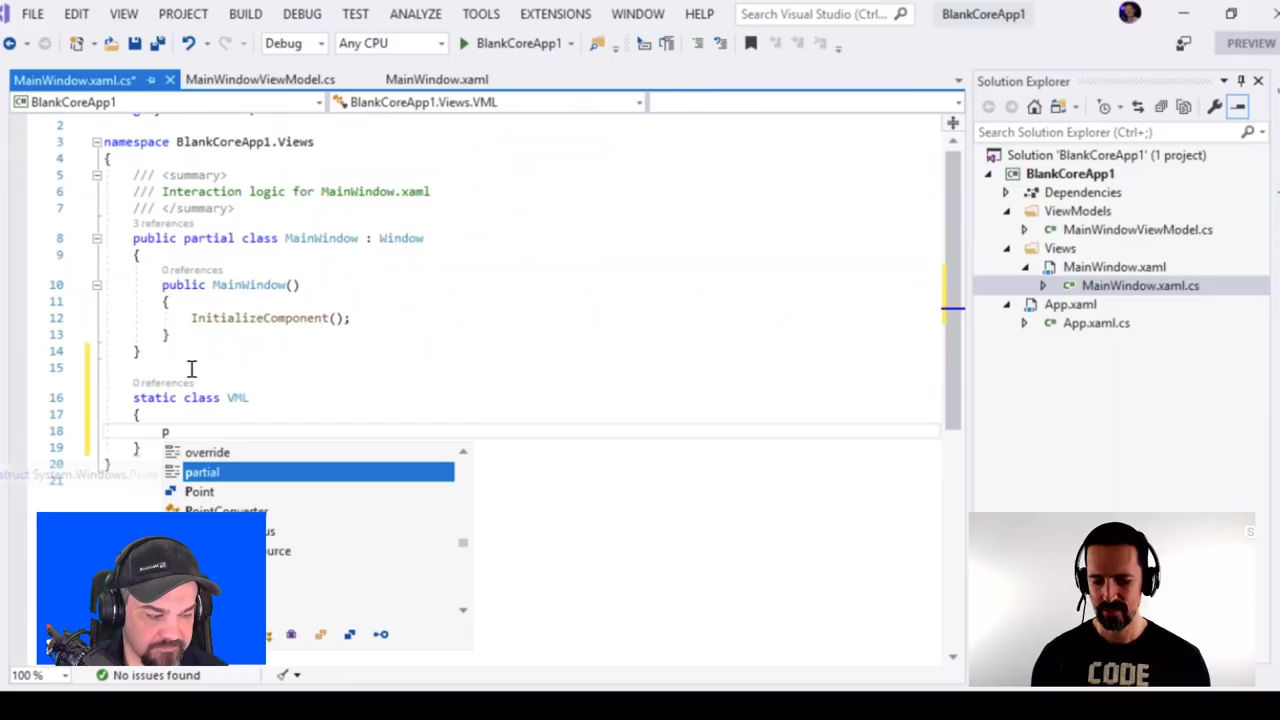 FILE EDIT VIEW PROJECT BUILD DEBUG TEST ANALYZE TOOLS EXTENSIONS WINDOW HELP Search Visual Studio (Ctrl+... BlankCoreApp1
Debug Any CPU BlankCoreApp1 PREVIEW
MainWindow.xaml.cs* MainWindowViewModel.cs MainWindow.xaml
BlankCoreApp1 BlankCoreApp1.Views.VML
2
3 namespace BlankCoreApp1.Views
4 {
5 /// <summary>
6 /// Interaction logic for MainWindow.xaml
7 /// </summary>
3 references
8 public partial class MainWindow : Window
9 {
0 references
10 public MainWindow()
11 {
12 InitializeComponent();
13 }
14 }
15
0 references
16 static class VML
17 {
18 p
19 }
20 }
21
struct System.Windows.
override
partial
Point
PointConverter
us
ource
100 % No issues found
Solution Explorer
Search Solution Explorer (Ctrl+;)
Solution 'BlankCoreApp1' (1 project)
BlankCoreApp1
Dependencies
ViewModels
MainWindowViewModel.cs
Views
MainWindow.xaml
MainWindow.xaml.cs
App.xaml
App.xaml.cs
S
CODE